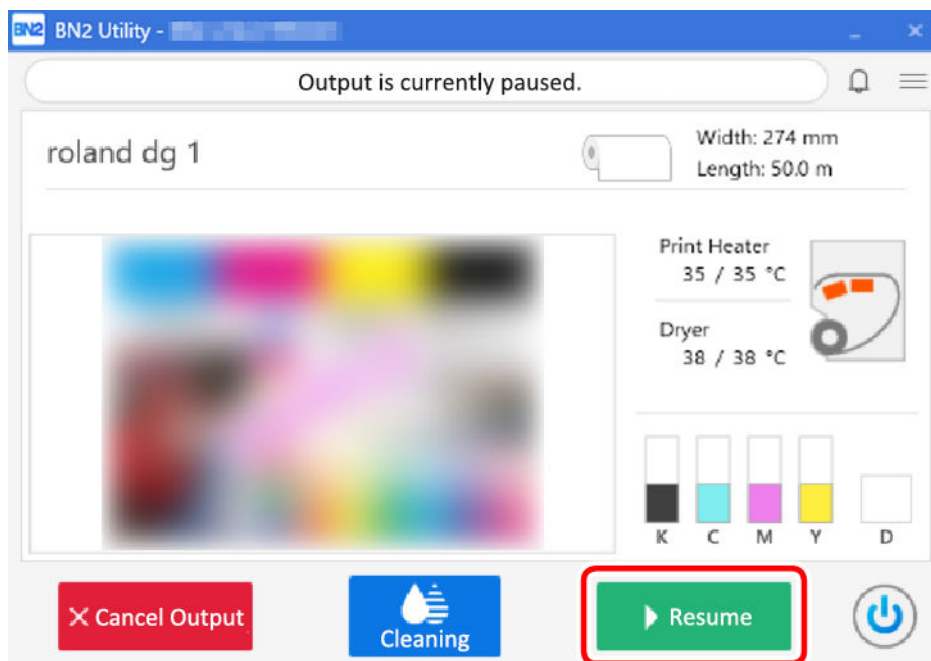 BN2 BN2 Utility -
Output is currently paused.
roland dg 1
Width: 274 mm
Length: 50.0 m
Print Heater
35 / 35 °C
Dryer
38 / 38 °C
K C M Y D
Cancel Output
Cleaning
Resume